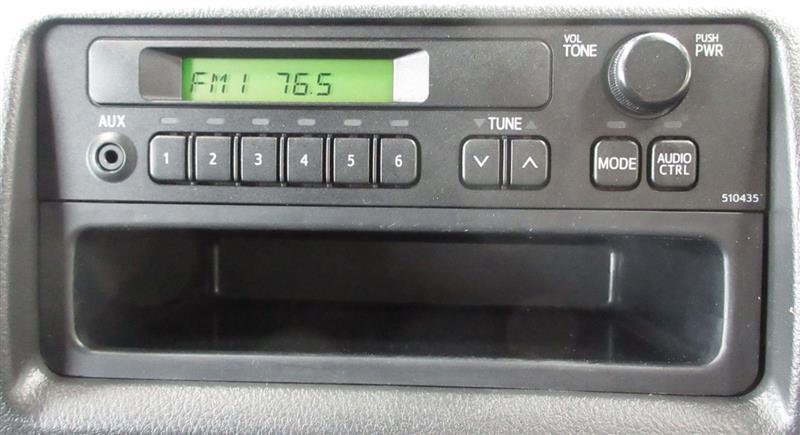 FM1 76.5
VOL
TONE
PUSH
PWR
AUX
1 2 3 4 5 6
TUNE
MODE
AUDIO
CTRL
510435